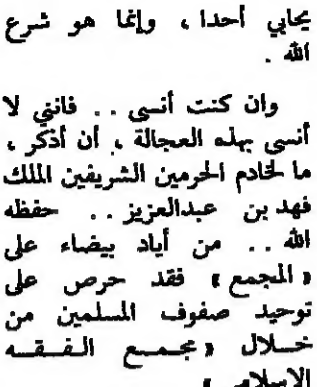 يحابي أحدا ، وإنما هو شرع
الله .
وان كنت أنسى . . فانني لا
أنسى بهذه العجالة ، أن أذكر ،
ما لخادم الحرمين الشريفين الملك
فهد بن عبدالعزيز . . حفظه
الله . . من أياد بيضاء على
« المجمع » فقد حرص على
توحيد صفوف المسلمين من
خلال « مجمع الفقه
الاسلامي »